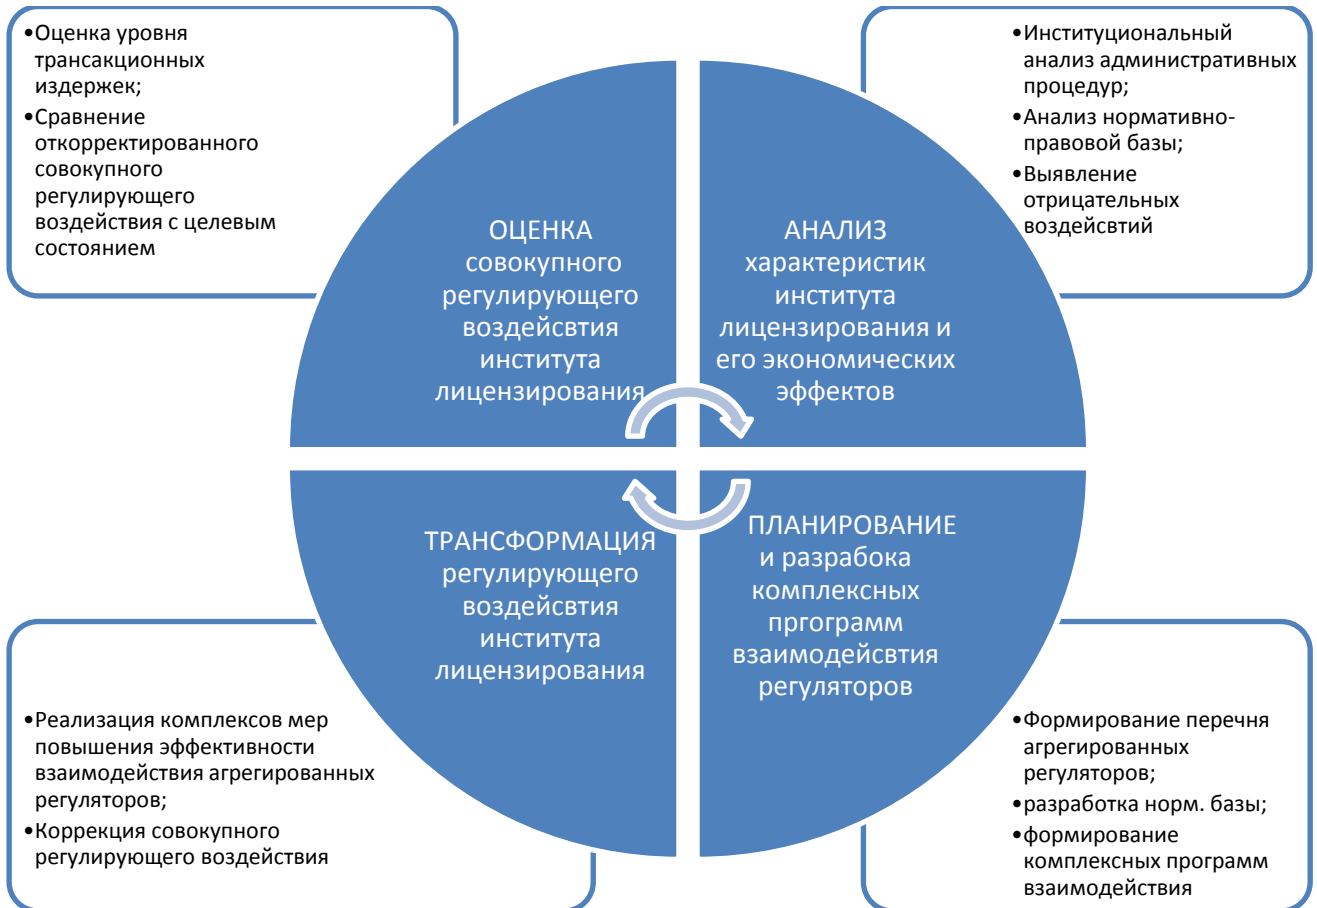 •Оценка уровня
трансакционных
издержек;
•Сравнение
откорректированного
совокупного
регулирующего
воздействия с целевым
состоянием
•Институциональный
анализ административных
процедур;
•Анализ нормативно-
правовой базы;
•Выявление
отрицательных
воздейсвтий
ОЦЕНКА
совокупного
регулирующего
воздейсвтия
института
лицензирования
АНАЛИЗ
характеристик
института
лицензирования и
его экономических
эффектов
ТРАНСФОРМАЦИЯ
регулирующего
воздейсвтия
института
лицензирования
ПЛАНИРОВАНИЕ
и разрабока
комплексных
пргограмм
взаимодейсвтия
регуляторов
•Реализация комплексов мер
повышения эффективности
взаимодействия агрегированных
регуляторов;
•Коррекция совокупного
регулирующего воздействия
•Формирование перечня
агрегированных
регуляторов;
•разработка норм. базы;
•формирование
комплексных программ
взаимодействия